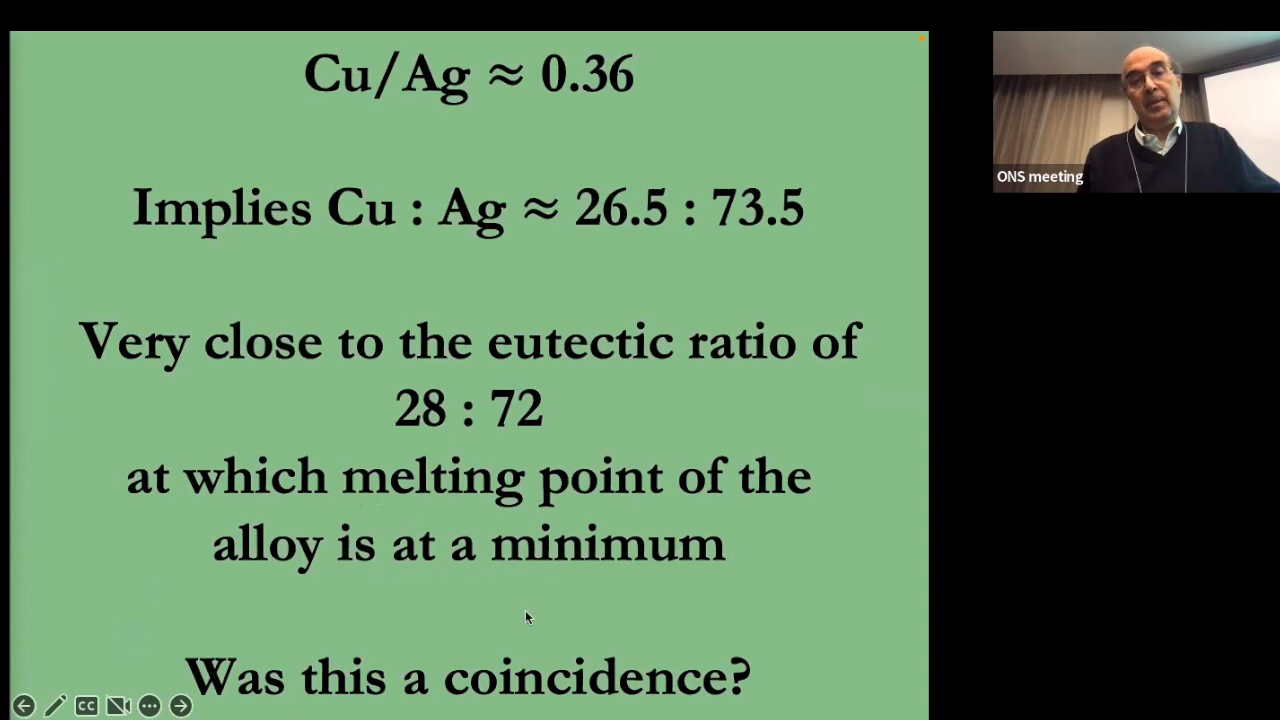 Cu/Ag ≈ 0.36
Implies Cu : Ag ≈ 26.5 : 73.5
Very close to the eutectic ratio of
28 : 72
at which melting point of the
alloy is at a minimum
Was this a coincidence?
CC
ONS meeting